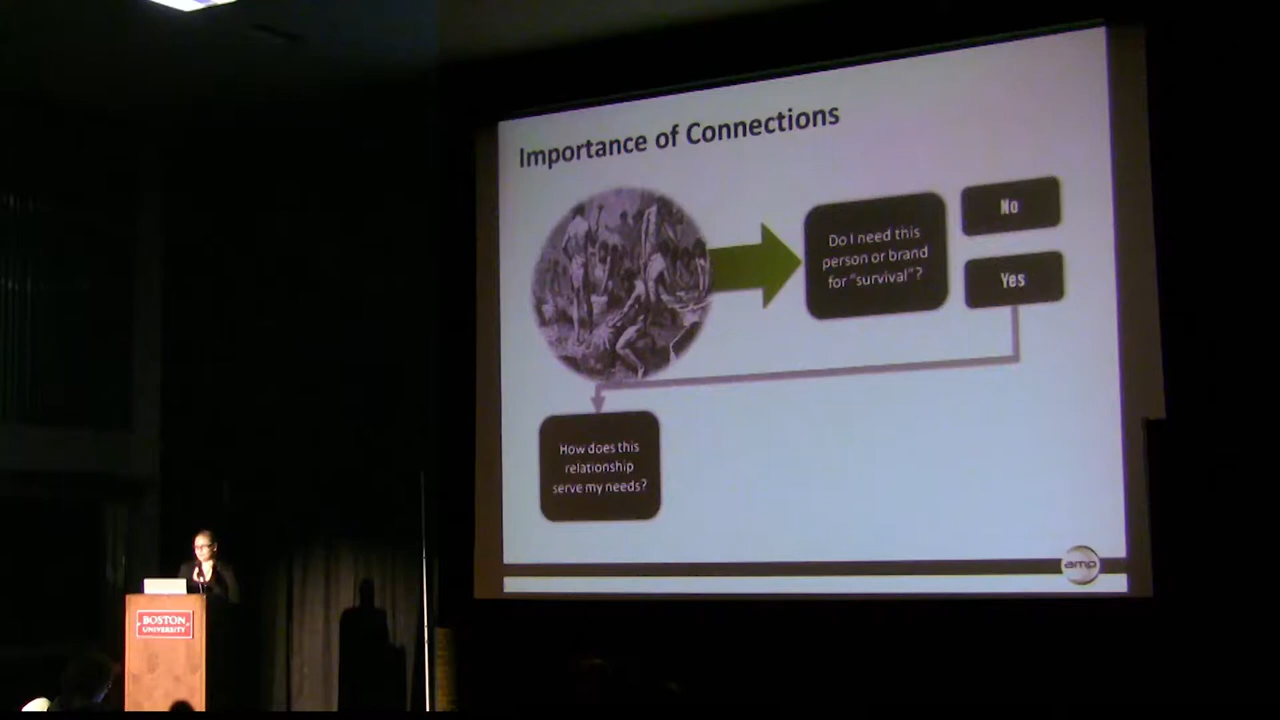 Importance of Connections
Do I need this
person or brand
for "survival"?
No
Yes
How does this
relationship
serve my needs?
amp
BOSTON
UNIVERSITY